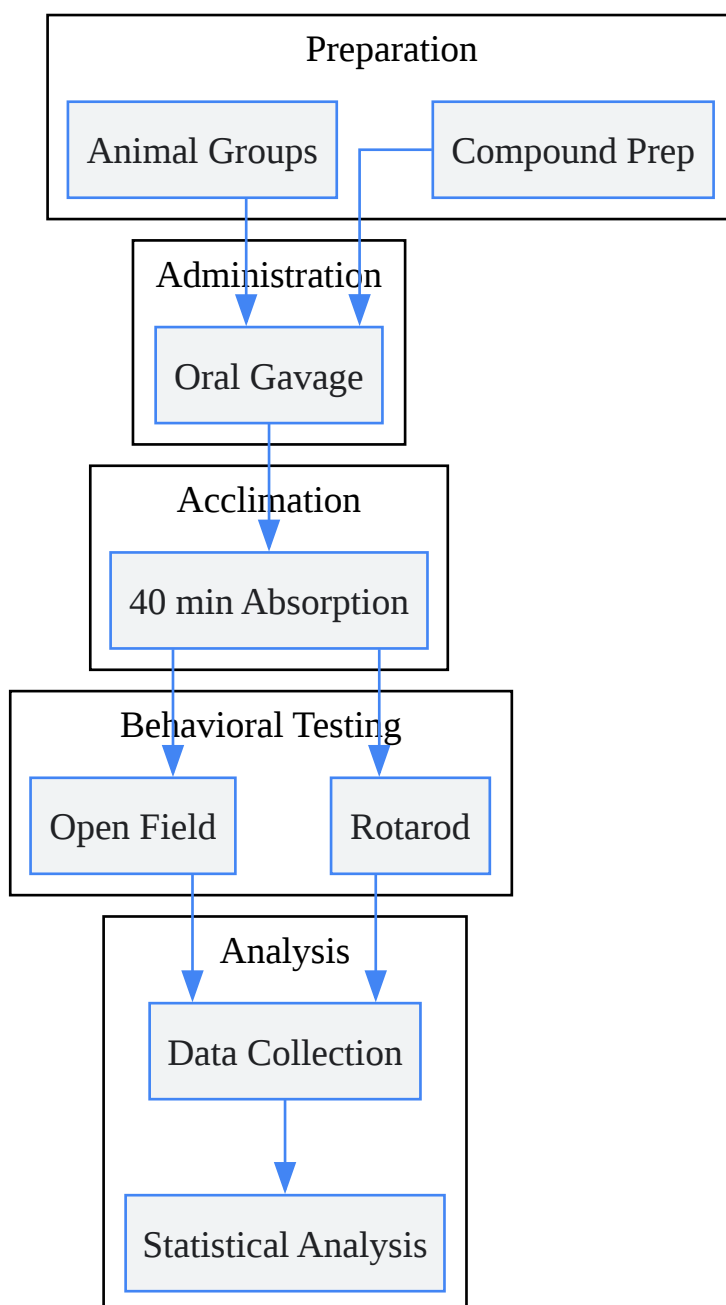 Preparation
Animal Groups
Compound Prep
Administration
Oral Gavage
Acclimation
40 min Absorption
Behavioral Testing
Open Field
Rotarod
Analysis
Data Collection
Statistical Analysis